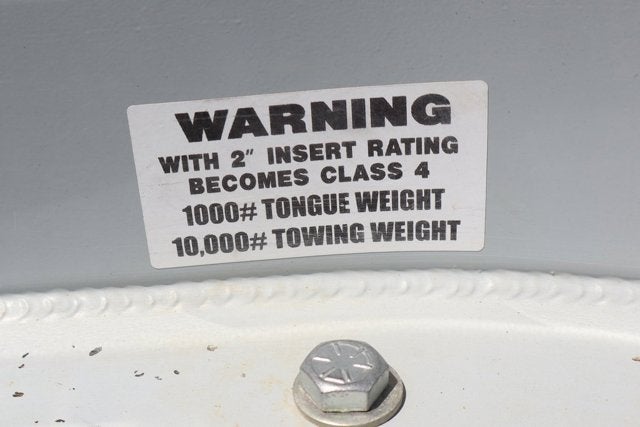 WARNING
WITH 2" INSERT RATING
BECOMES CLASS 4
1000# TONGUE WEIGHT
10,000# TOWING WEIGHT